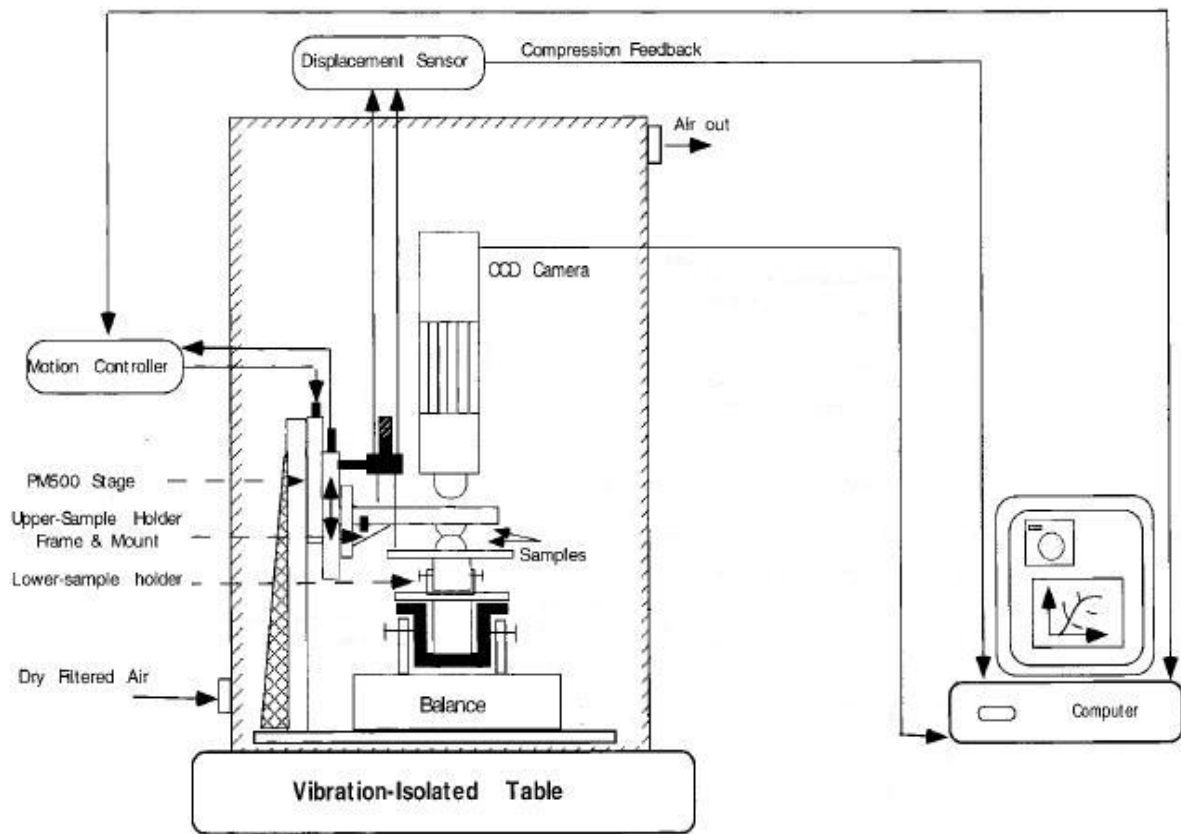 Displacement Sensor
Compression Feedback
Air out
CCD Camera
Motion Controller
PM500 Stage
Upper-Sample Holder
Frame & Mount
Samples
Lower-sample holder
Dry Filtered Air
Balance
Computer
Vibration-Isolated Table